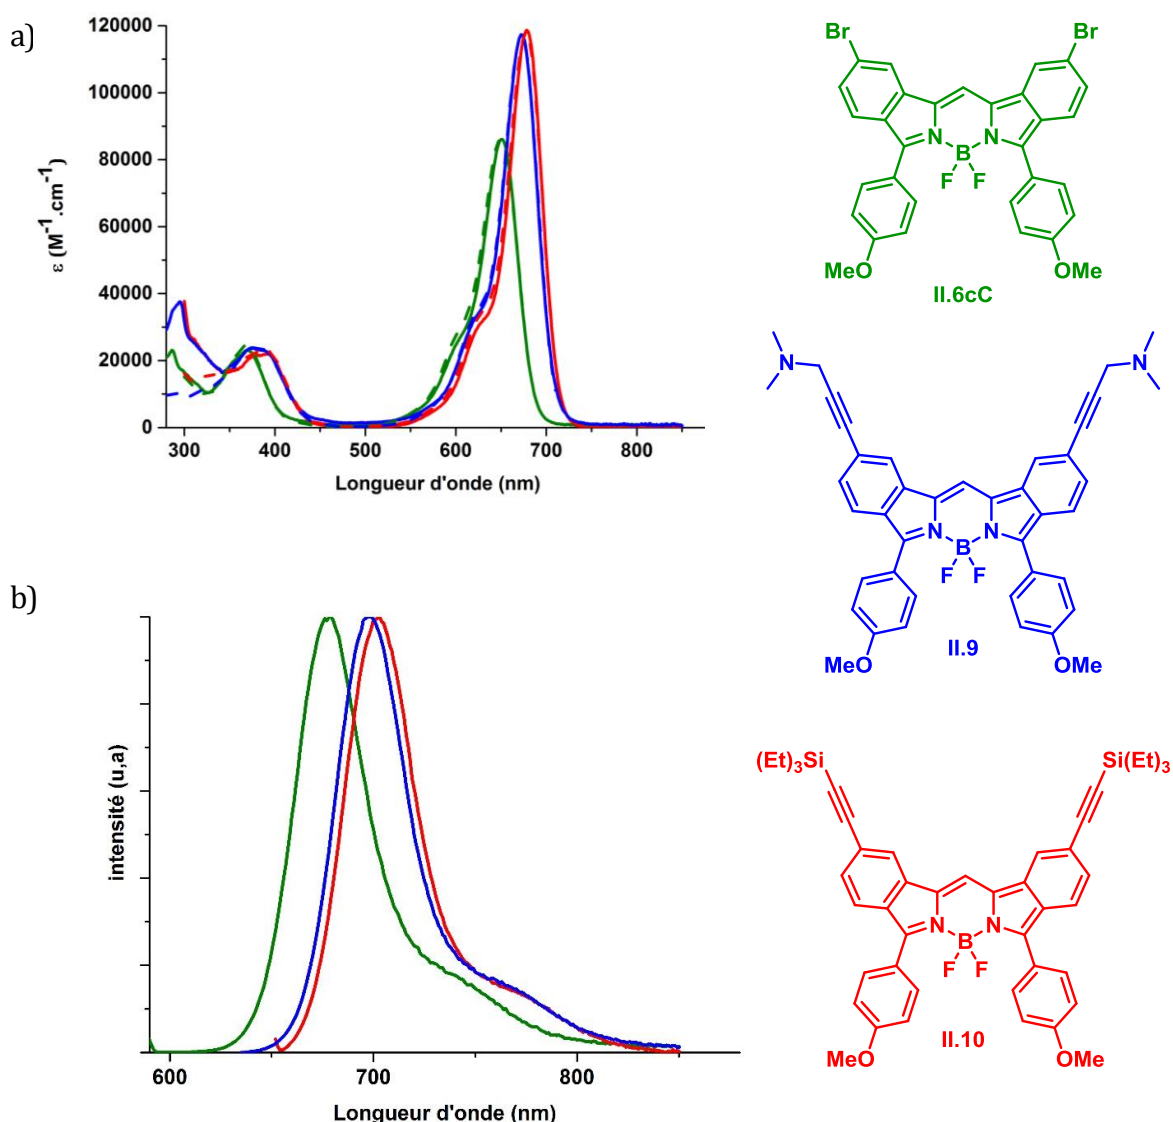 a)
120000
100000
80000
60000
40000
20000
0
ε (M⁻¹.cm⁻¹)
300 400 500 600 700 800
Longueur d'onde (nm)
Br Br
N N
B
F F
MeO OMe
II.6cC
N N
N N
B
F F
MeO OMe
II.9
b)
intensité (u,a)
600 700 800
Longueur d'onde (nm)
(Et)₃Si Si(Et)₃
N N
B
F F
MeO OMe
II.10